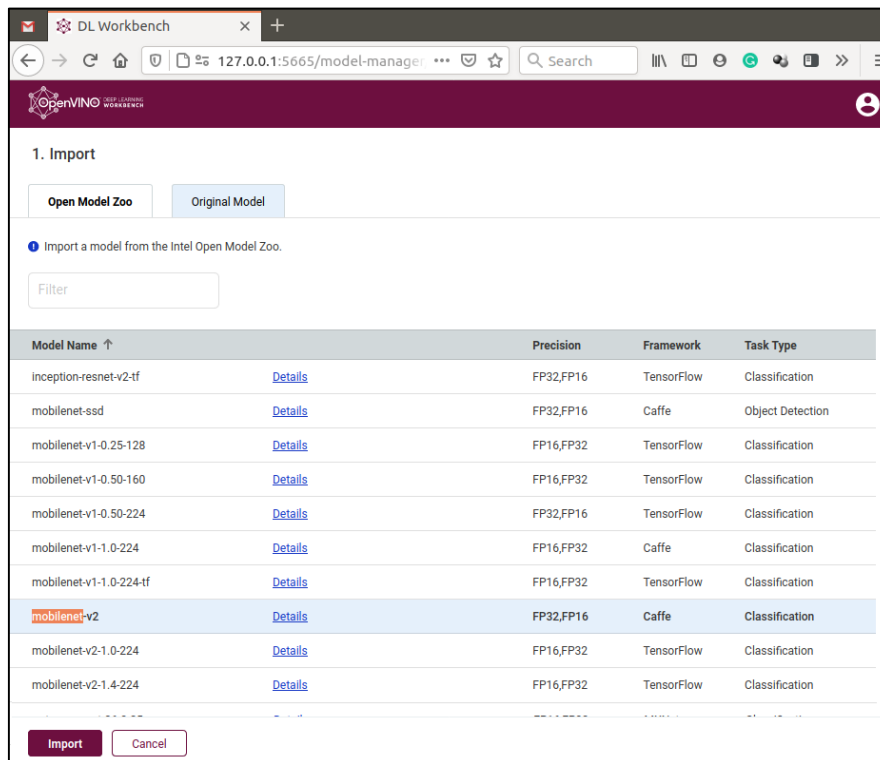 DL Workbench
127.0.0.1:5665/model-manager
Search
OpenVINO DEEP LEARNING WORKBENCH
1. Import
Open Model Zoo Original Model
Import a model from the Intel Open Model Zoo.
Filter
Model Name ↑ Precision Framework Task Type
inception-resnet-v2-tf Details FP32,FP16 TensorFlow Classification
mobilenet-ssd Details FP32,FP16 Caffe Object Detection
mobilenet-v1-0.25-128 Details FP16,FP32 TensorFlow Classification
mobilenet-v1-0.50-160 Details FP16,FP32 TensorFlow Classification
mobilenet-v1-0.50-224 Details FP32,FP16 TensorFlow Classification
mobilenet-v1-1.0-224 Details FP16,FP32 Caffe Classification
mobilenet-v1-1.0-224-tf Details FP16,FP32 TensorFlow Classification
mobilenet-v2 Details FP32,FP16 Caffe Classification
mobilenet-v2-1.0-224 Details FP16,FP32 TensorFlow Classification
mobilenet-v2-1.4-224 Details FP16,FP32 TensorFlow Classification
Import Cancel